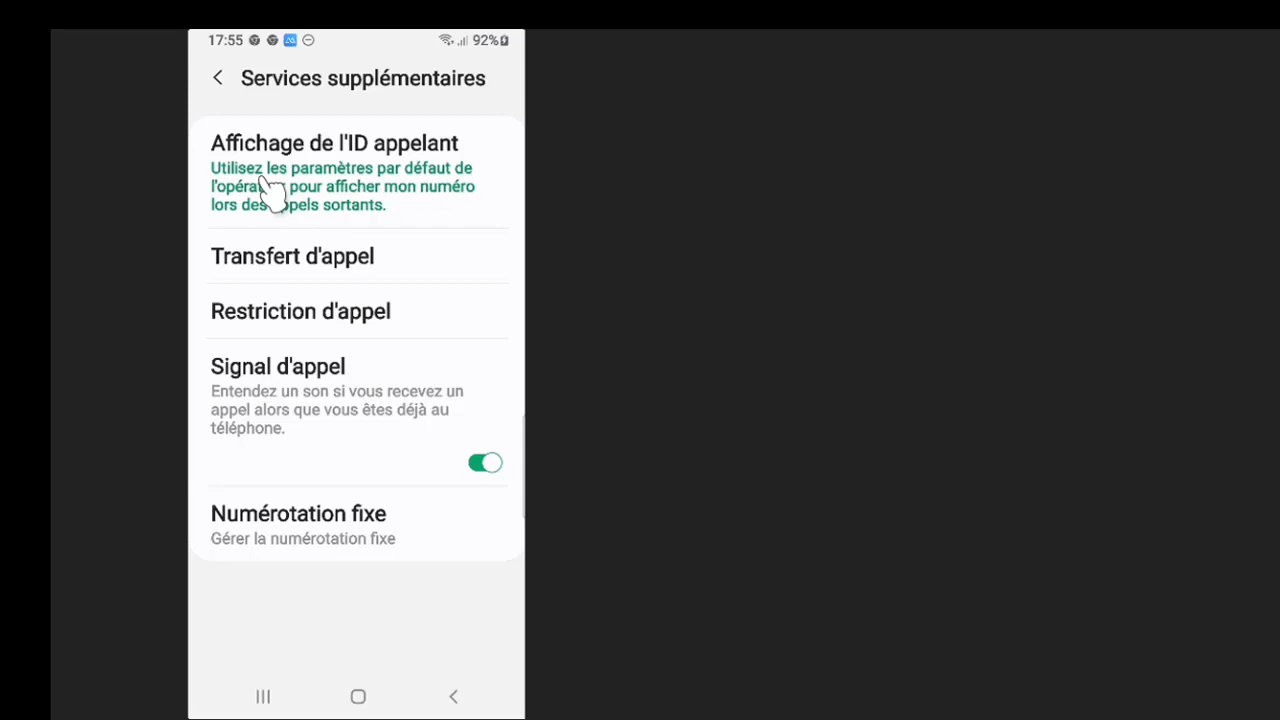 17:55 92%
Services supplémentaires
Affichage de l'ID appelant
Utilisez les paramètres par défaut de
pour afficher mon numéro
lors sortants.
Transfert d'appel
Restriction d'appel
Signal d'appel
Entendez un son si vous recevez un
appel alors que vous êtes déjà au
téléphone.
Numérotation fixe
Gérer la numérotation fixe